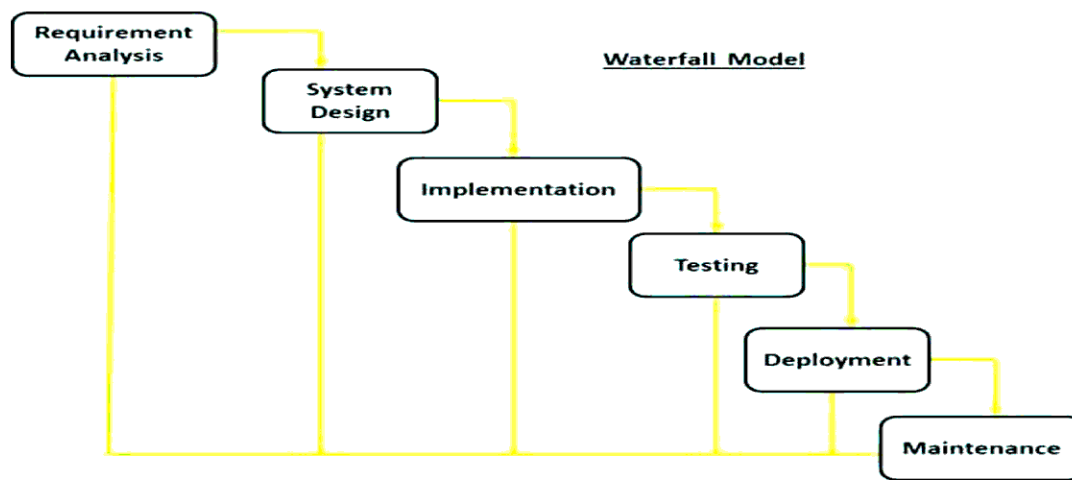 Requirement
Analysis
Waterfall Model
System
Design
Implementation
Testing
Deployment
Maintenance